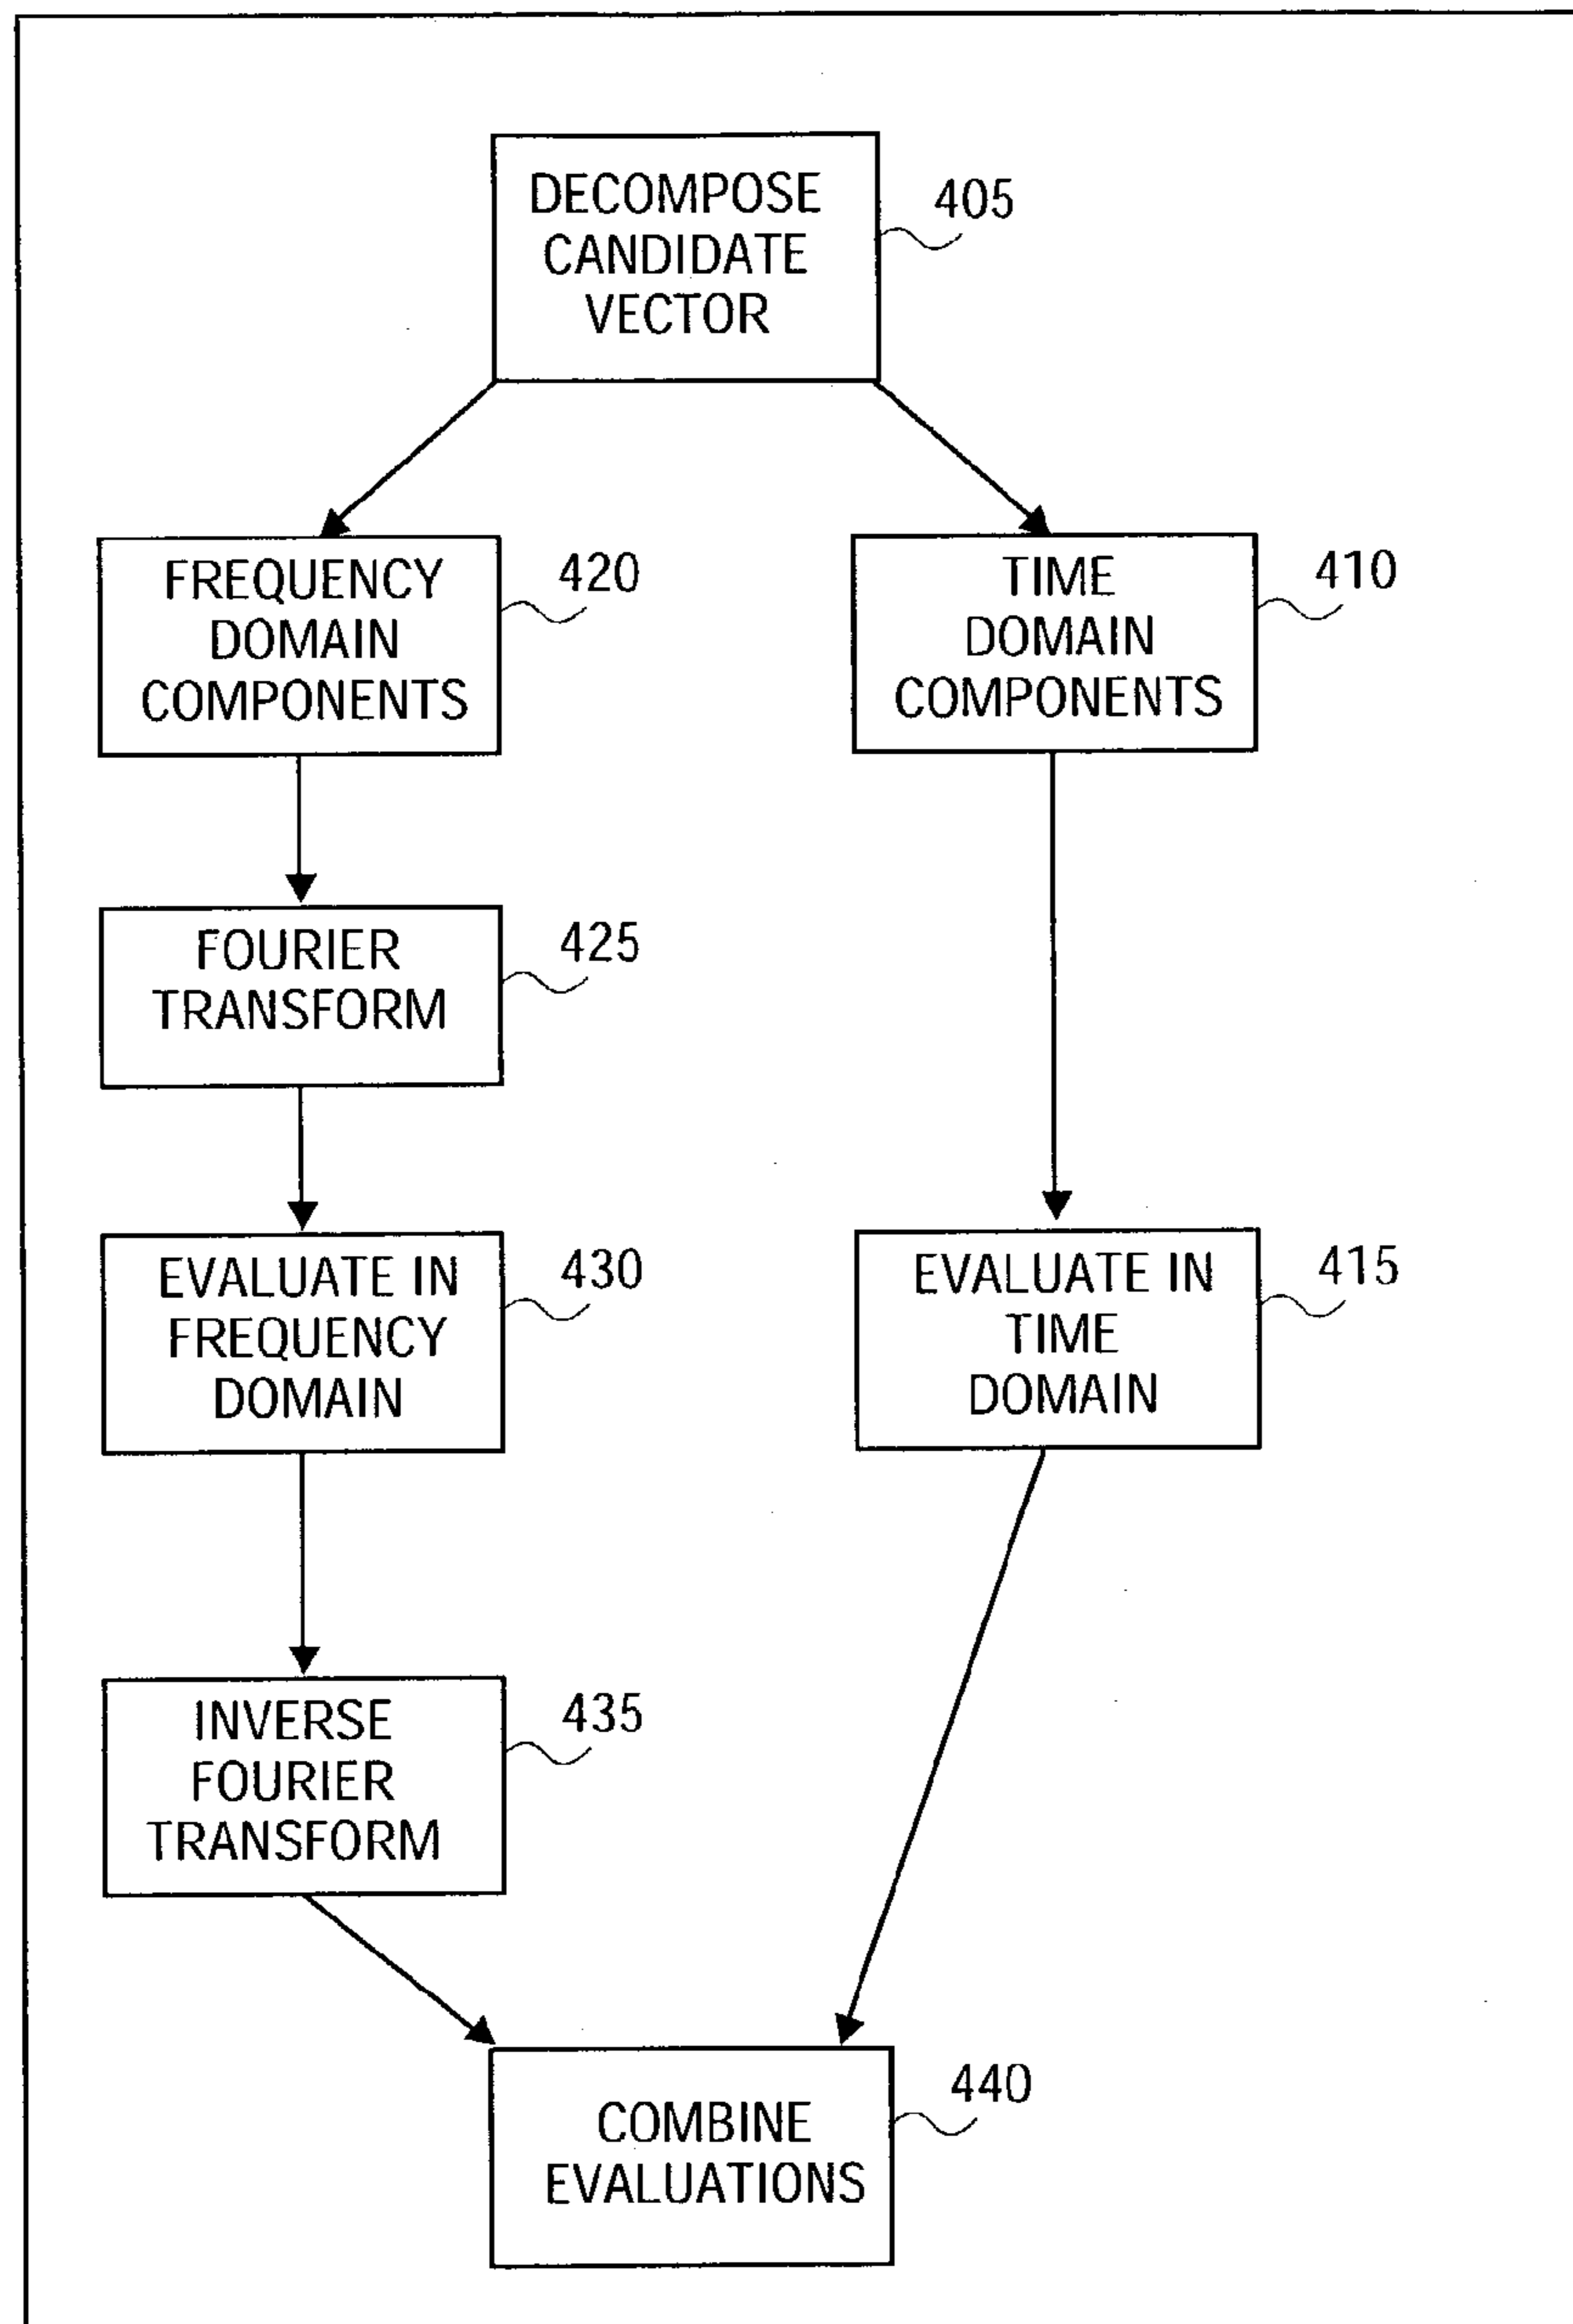 DECOMPOSE
CANDIDATE
VECTOR
405
FREQUENCY
DOMAIN
COMPONENTS
420
TIME
DOMAIN
COMPONENTS
410
FOURIER
TRANSFORM
425
EVALUATE IN
FREQUENCY
DOMAIN
430
EVALUATE IN
TIME
DOMAIN
415
INVERSE
FOURIER
TRANSFORM
435
COMBINE
EVALUATIONS
440